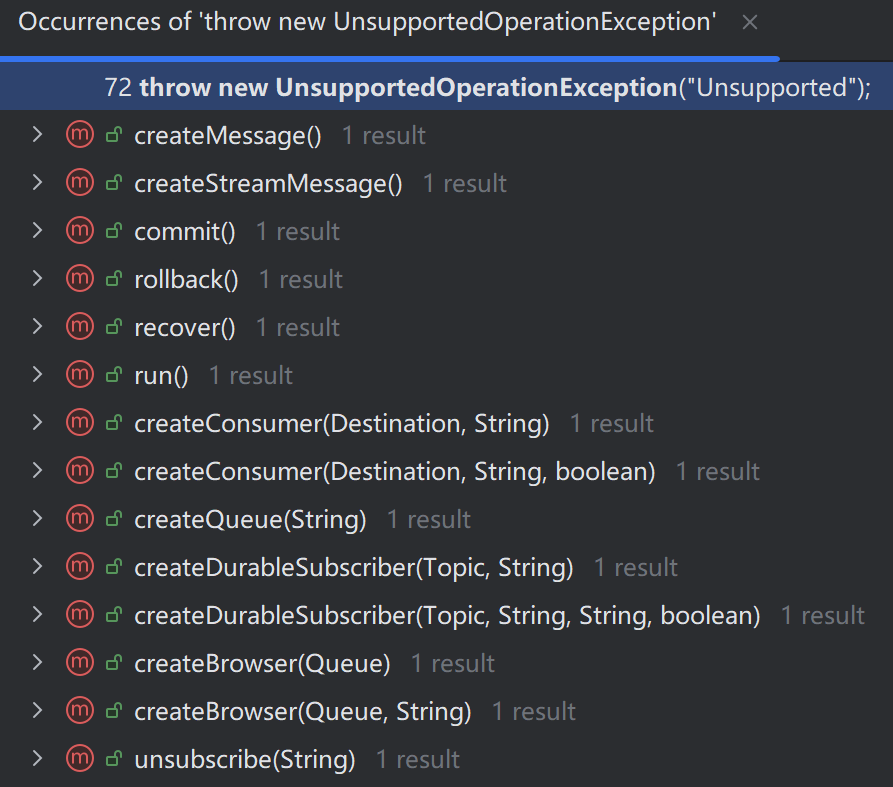 Occurrences of 'throw new UnsupportedOperationException'
72 throw new UnsupportedOperationException("Unsupported");
createMessage() 1 result
createStreamMessage() 1 result
commit() 1 result
rollback() 1 result
recover() 1 result
run() 1 result
createConsumer(Destination, String) 1 result
createConsumer(Destination, String, boolean) 1 result
createQueue(String) 1 result
createDurableSubscriber(Topic, String) 1 result
createDurableSubscriber(Topic, String, String, boolean) 1 result
createBrowser(Queue) 1 result
createBrowser(Queue, String) 1 result
unsubscribe(String) 1 result